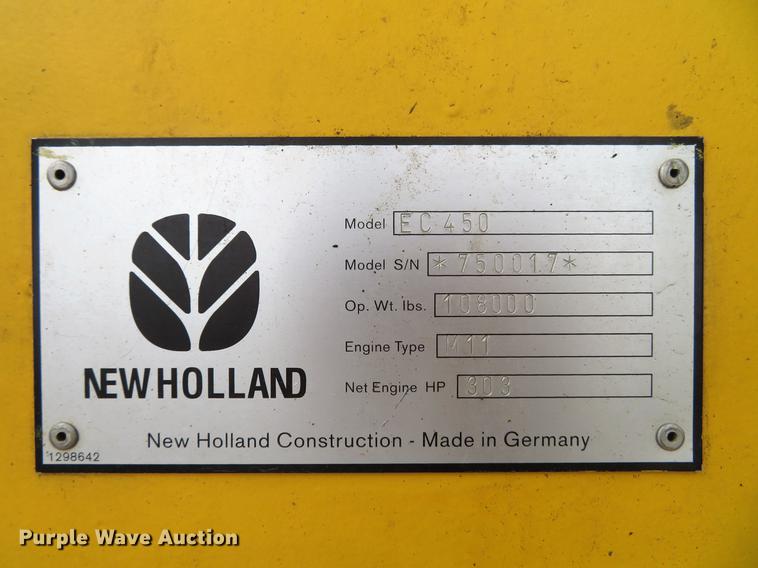 Model EC 450
Model S/N *750017*
Op. Wt. lbs. 108000
Engine Type M11
Net Engine HP 303
NEW HOLLAND
New Holland Construction - Made in Germany
1298642
Purple Wave Auction